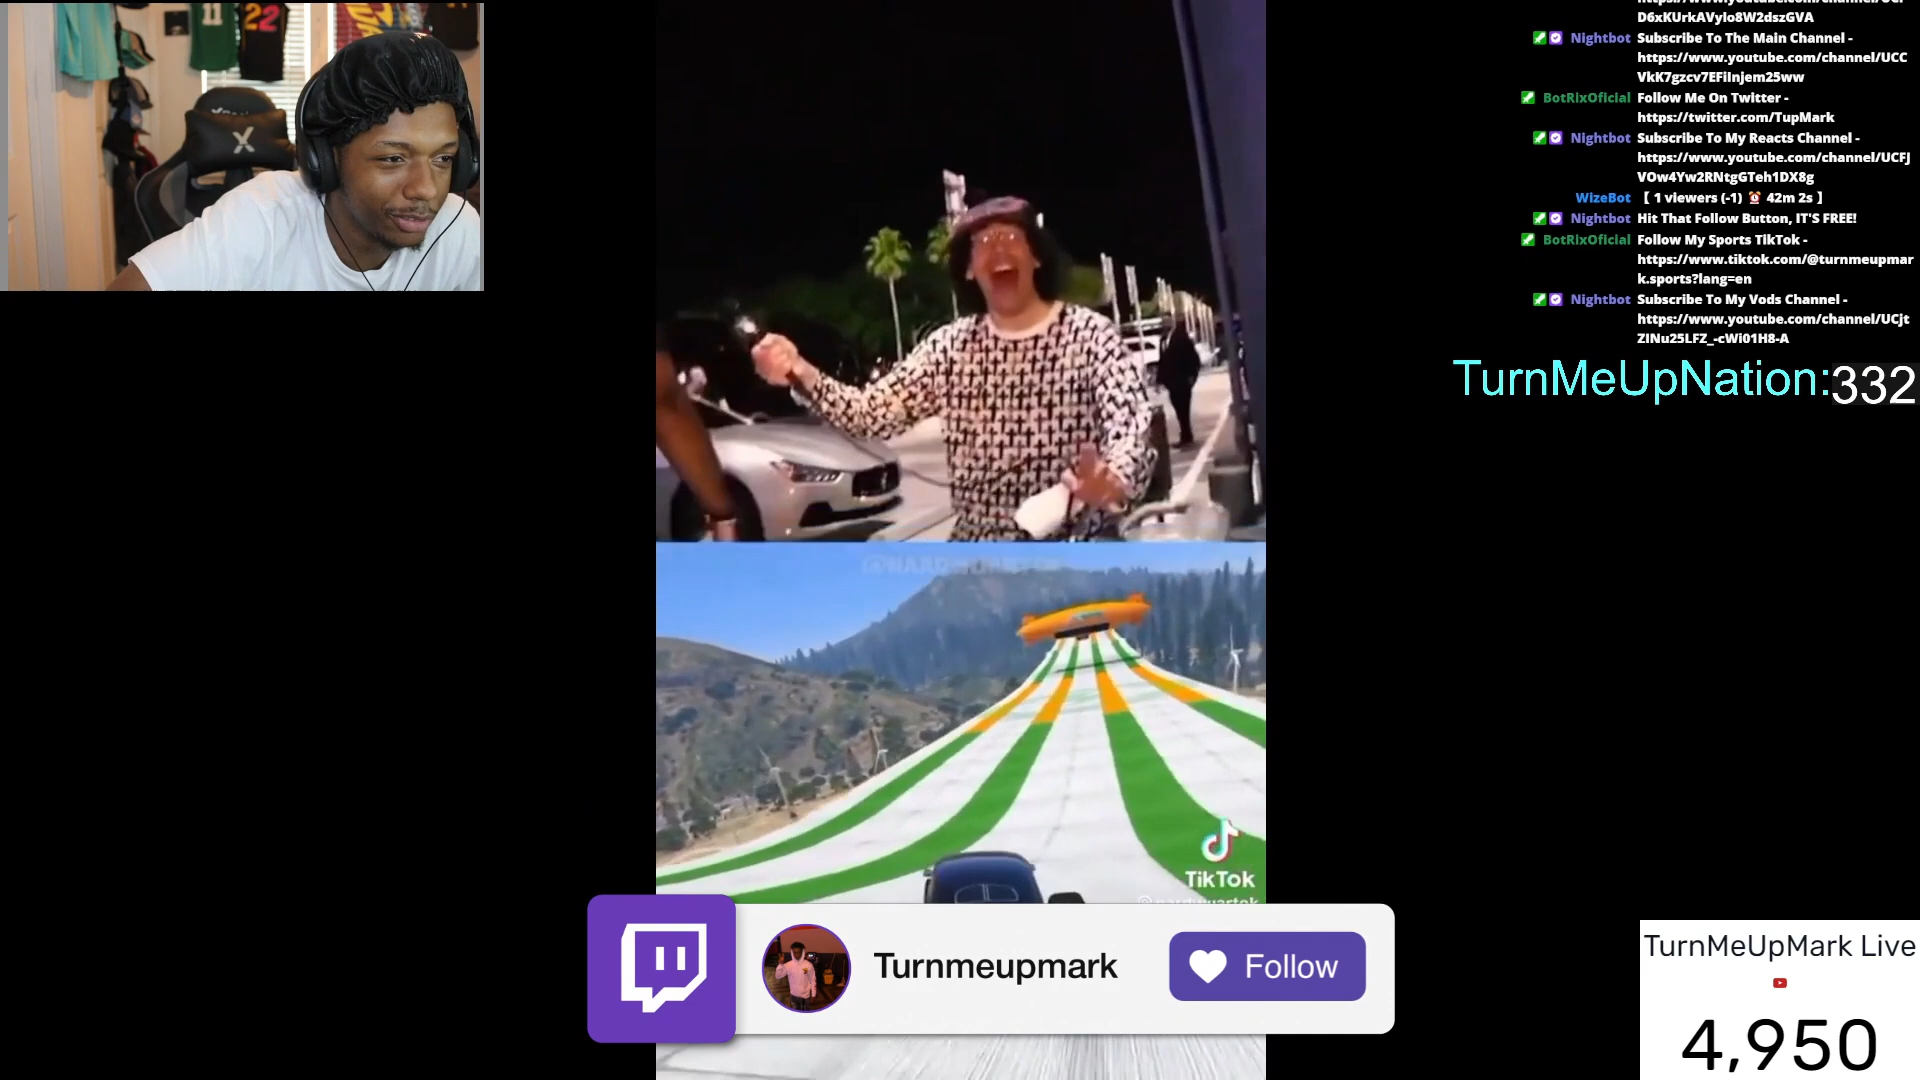 11
22
X
D6xKUrkAVylo8W2dszGVA
Nightbot Subscribe To The Main Channel -
https://www.youtube.com/channel/UCC
VkK7gzcv7EFiInjem25ww
BotRixOficial Follow Me On Twitter -
https://twitter.com/TupMark
Nightbot Subscribe To My Reacts Channel -
https://www.youtube.com/channel/UCFJ
VOw4Yw2RNtgGTeh1DX8g
WizeBot 【 1 viewers (-1) ⏰ 42m 2s 】
Nightbot Hit That Follow Button, IT'S FREE!
BotRixOficial Follow My Sports TikTok -
https://www.tiktok.com/@turnmeupmar
k.sports?lang=en
Nightbot Subscribe To My Vods Channel -
https://www.youtube.com/channel/UCjt
ZINu25LFZ_-cWi01H8-A
TurnMeUpNation:332
TikTok
Turnmeupmark
Follow
TurnMeUpMark Live
4,950